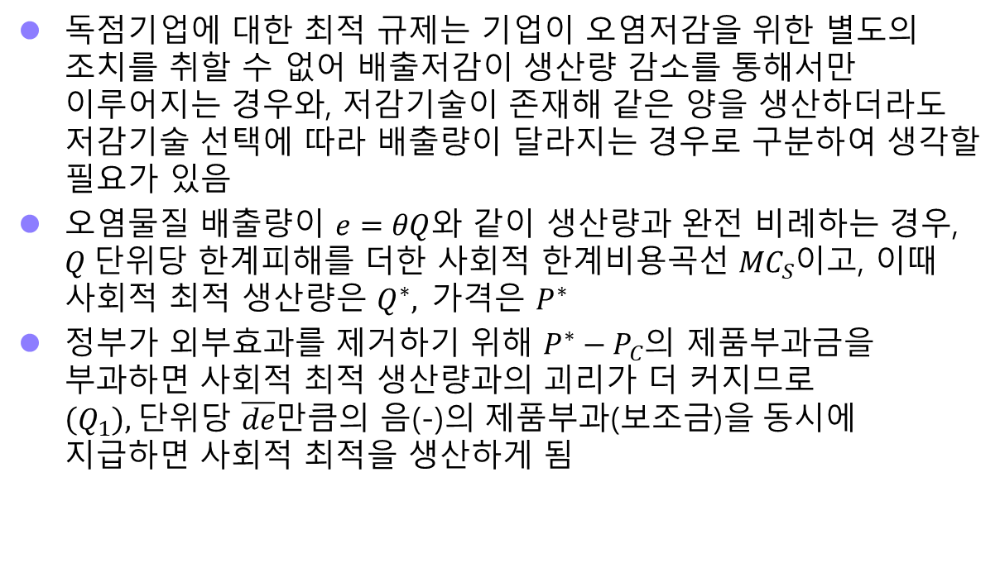 독점기업에 대한 최적 규제는 기업이 오염저감을 위한 별도의
조치를 취할 수 없어 배출저감이 생산량 감소를 통해서만
이루어지는 경우와, 저감기술이 존재해 같은 양을 생산하더라도
저감기술 선택에 따라 배출량이 달라지는 경우로 구분하여 생각할
필요가 있음
오염물질 배출량이 e = θQ와 같이 생산량과 완전 비례하는 경우,
Q 단위당 한계피해를 더한 사회적 한계비용곡선 MC_S이고, 이때
사회적 최적 생산량은 Q*, 가격은 P*
정부가 외부효과를 제거하기 위해 P* − P_C의 제품부과금을
부과하면 사회적 최적 생산량과의 괴리가 더 커지므로
(Q₁), 단위당 d̅e̅만큼의 음(-)의 제품부과(보조금)을 동시에
지급하면 사회적 최적을 생산하게 됨